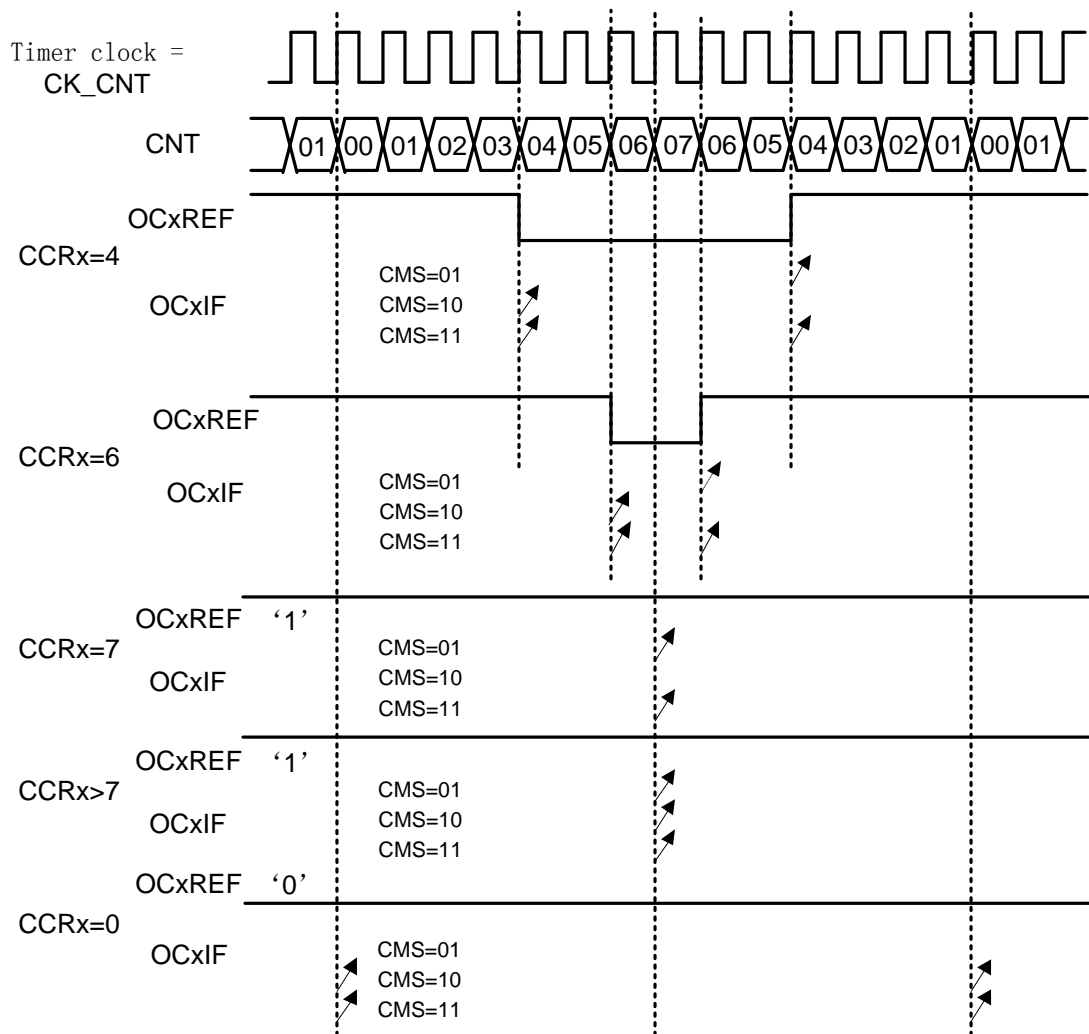 Timer clock =
CK_CNT
CNT 01 00 01 02 03 04 05 06 07 06 05 04 03 02 01 00 01
OCxREF
CCRx=4
OCxIF
CMS=01
CMS=10
CMS=11
OCxREF
CCRx=6
OCxIF
CMS=01
CMS=10
CMS=11
OCxREF ‘1’
CCRx=7
OCxIF
CMS=01
CMS=10
CMS=11
OCxREF ‘1’
CCRx>7
OCxIF
CMS=01
CMS=10
CMS=11
OCxREF ‘0’
CCRx=0
OCxIF
CMS=01
CMS=10
CMS=11